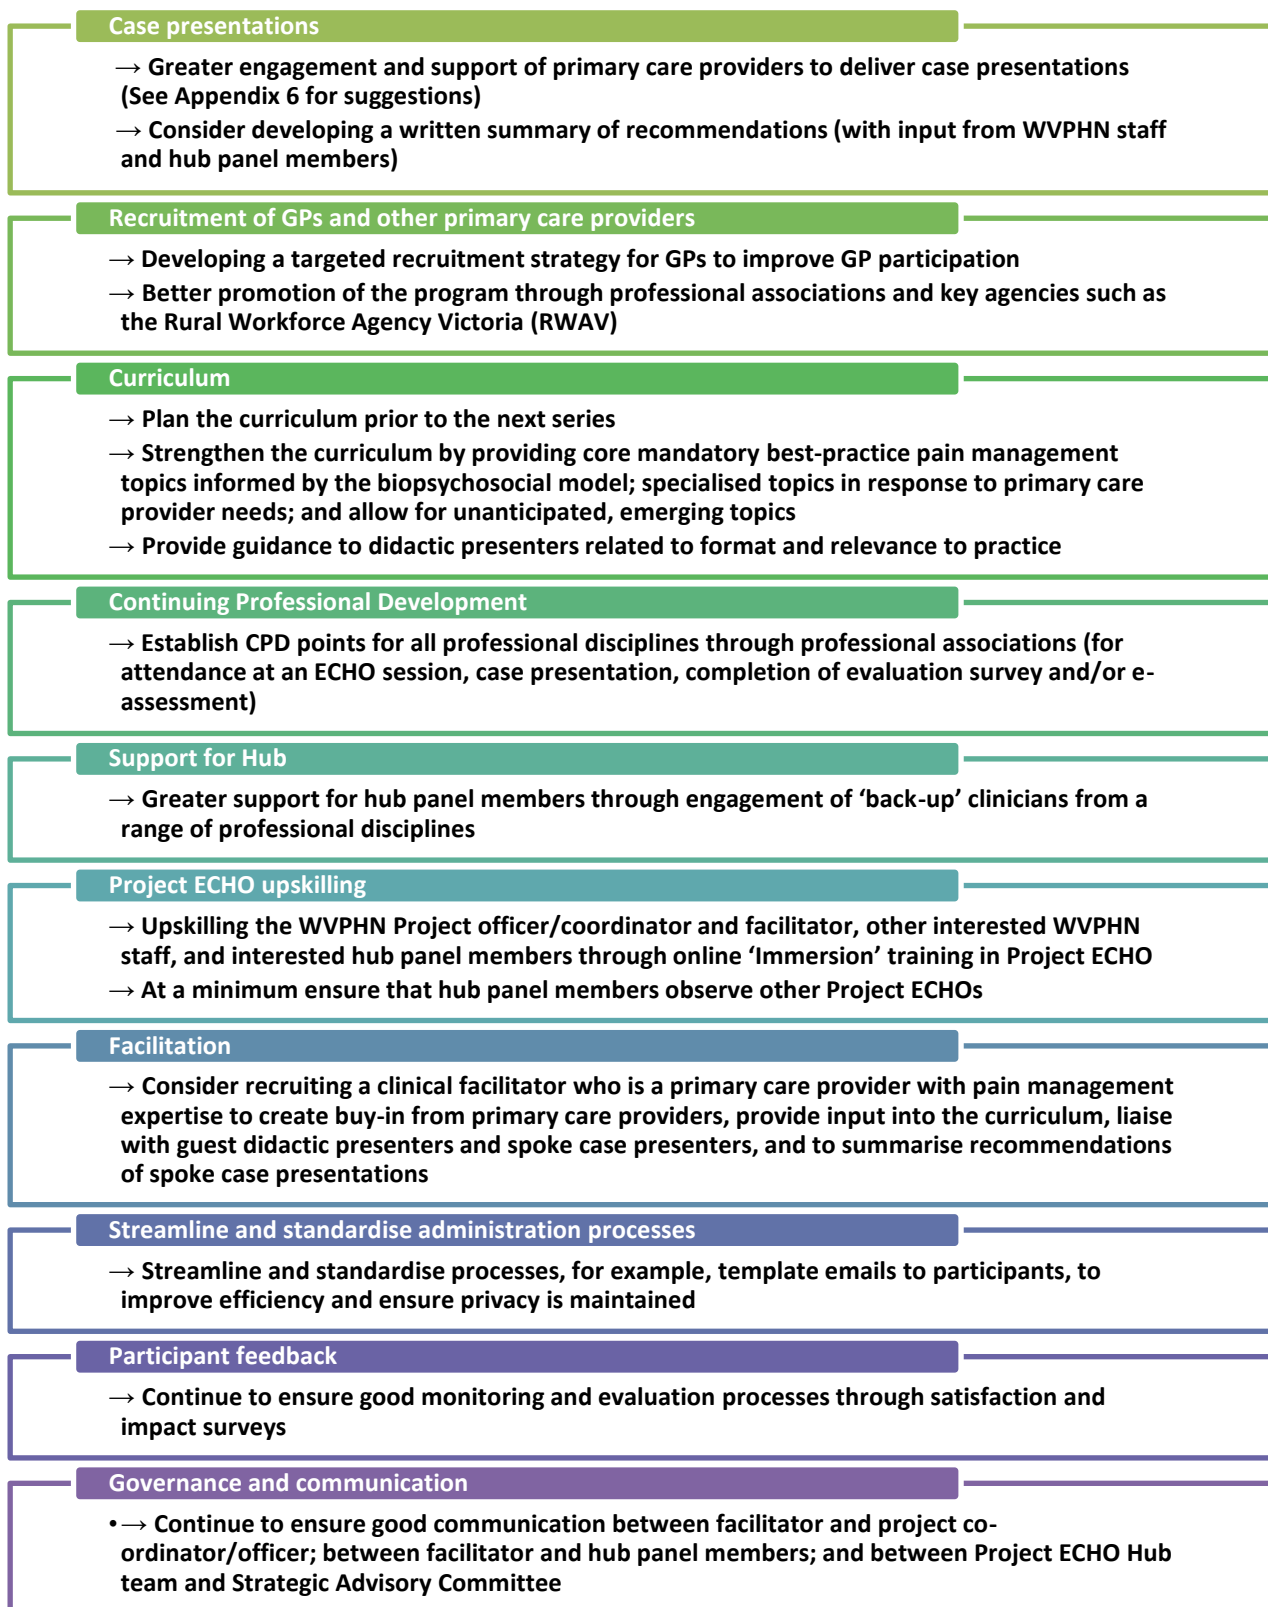 Case presentations
→ Greater engagement and support of primary care providers to deliver case presentations
(See Appendix 6 for suggestions)
→ Consider developing a written summary of recommendations (with input from WVPHN staff
and hub panel members)
Recruitment of GPs and other primary care providers
→ Developing a targeted recruitment strategy for GPs to improve GP participation
→ Better promotion of the program through professional associations and key agencies such as
the Rural Workforce Agency Victoria (RWAV)
Curriculum
→ Plan the curriculum prior to the next series
→ Strengthen the curriculum by providing core mandatory best-practice pain management
topics informed by the biopsychosocial model; specialised topics in response to primary care
provider needs; and allow for unanticipated, emerging topics
→ Provide guidance to didactic presenters related to format and relevance to practice
Continuing Professional Development
→ Establish CPD points for all professional disciplines through professional associations (for
attendance at an ECHO session, case presentation, completion of evaluation survey and/or e-
assessment)
Support for Hub
→ Greater support for hub panel members through engagement of ‘back-up’ clinicians from a
range of professional disciplines
Project ECHO upskilling
→ Upskilling the WVPHN Project officer/coordinator and facilitator, other interested WVPHN
staff, and interested hub panel members through online ‘Immersion’ training in Project ECHO
→ At a minimum ensure that hub panel members observe other Project ECHOs
Facilitation
→ Consider recruiting a clinical facilitator who is a primary care provider with pain management
expertise to create buy-in from primary care providers, provide input into the curriculum, liaise
with guest didactic presenters and spoke case presenters, and to summarise recommendations
of spoke case presentations
Streamline and standardise administration processes
→ Streamline and standardise processes, for example, template emails to participants, to
improve efficiency and ensure privacy is maintained
Participant feedback
→ Continue to ensure good monitoring and evaluation processes through satisfaction and
impact surveys
Governance and communication
•→ Continue to ensure good communication between facilitator and project co-
ordinator/officer; between facilitator and hub panel members; and between Project ECHO Hub
team and Strategic Advisory Committee